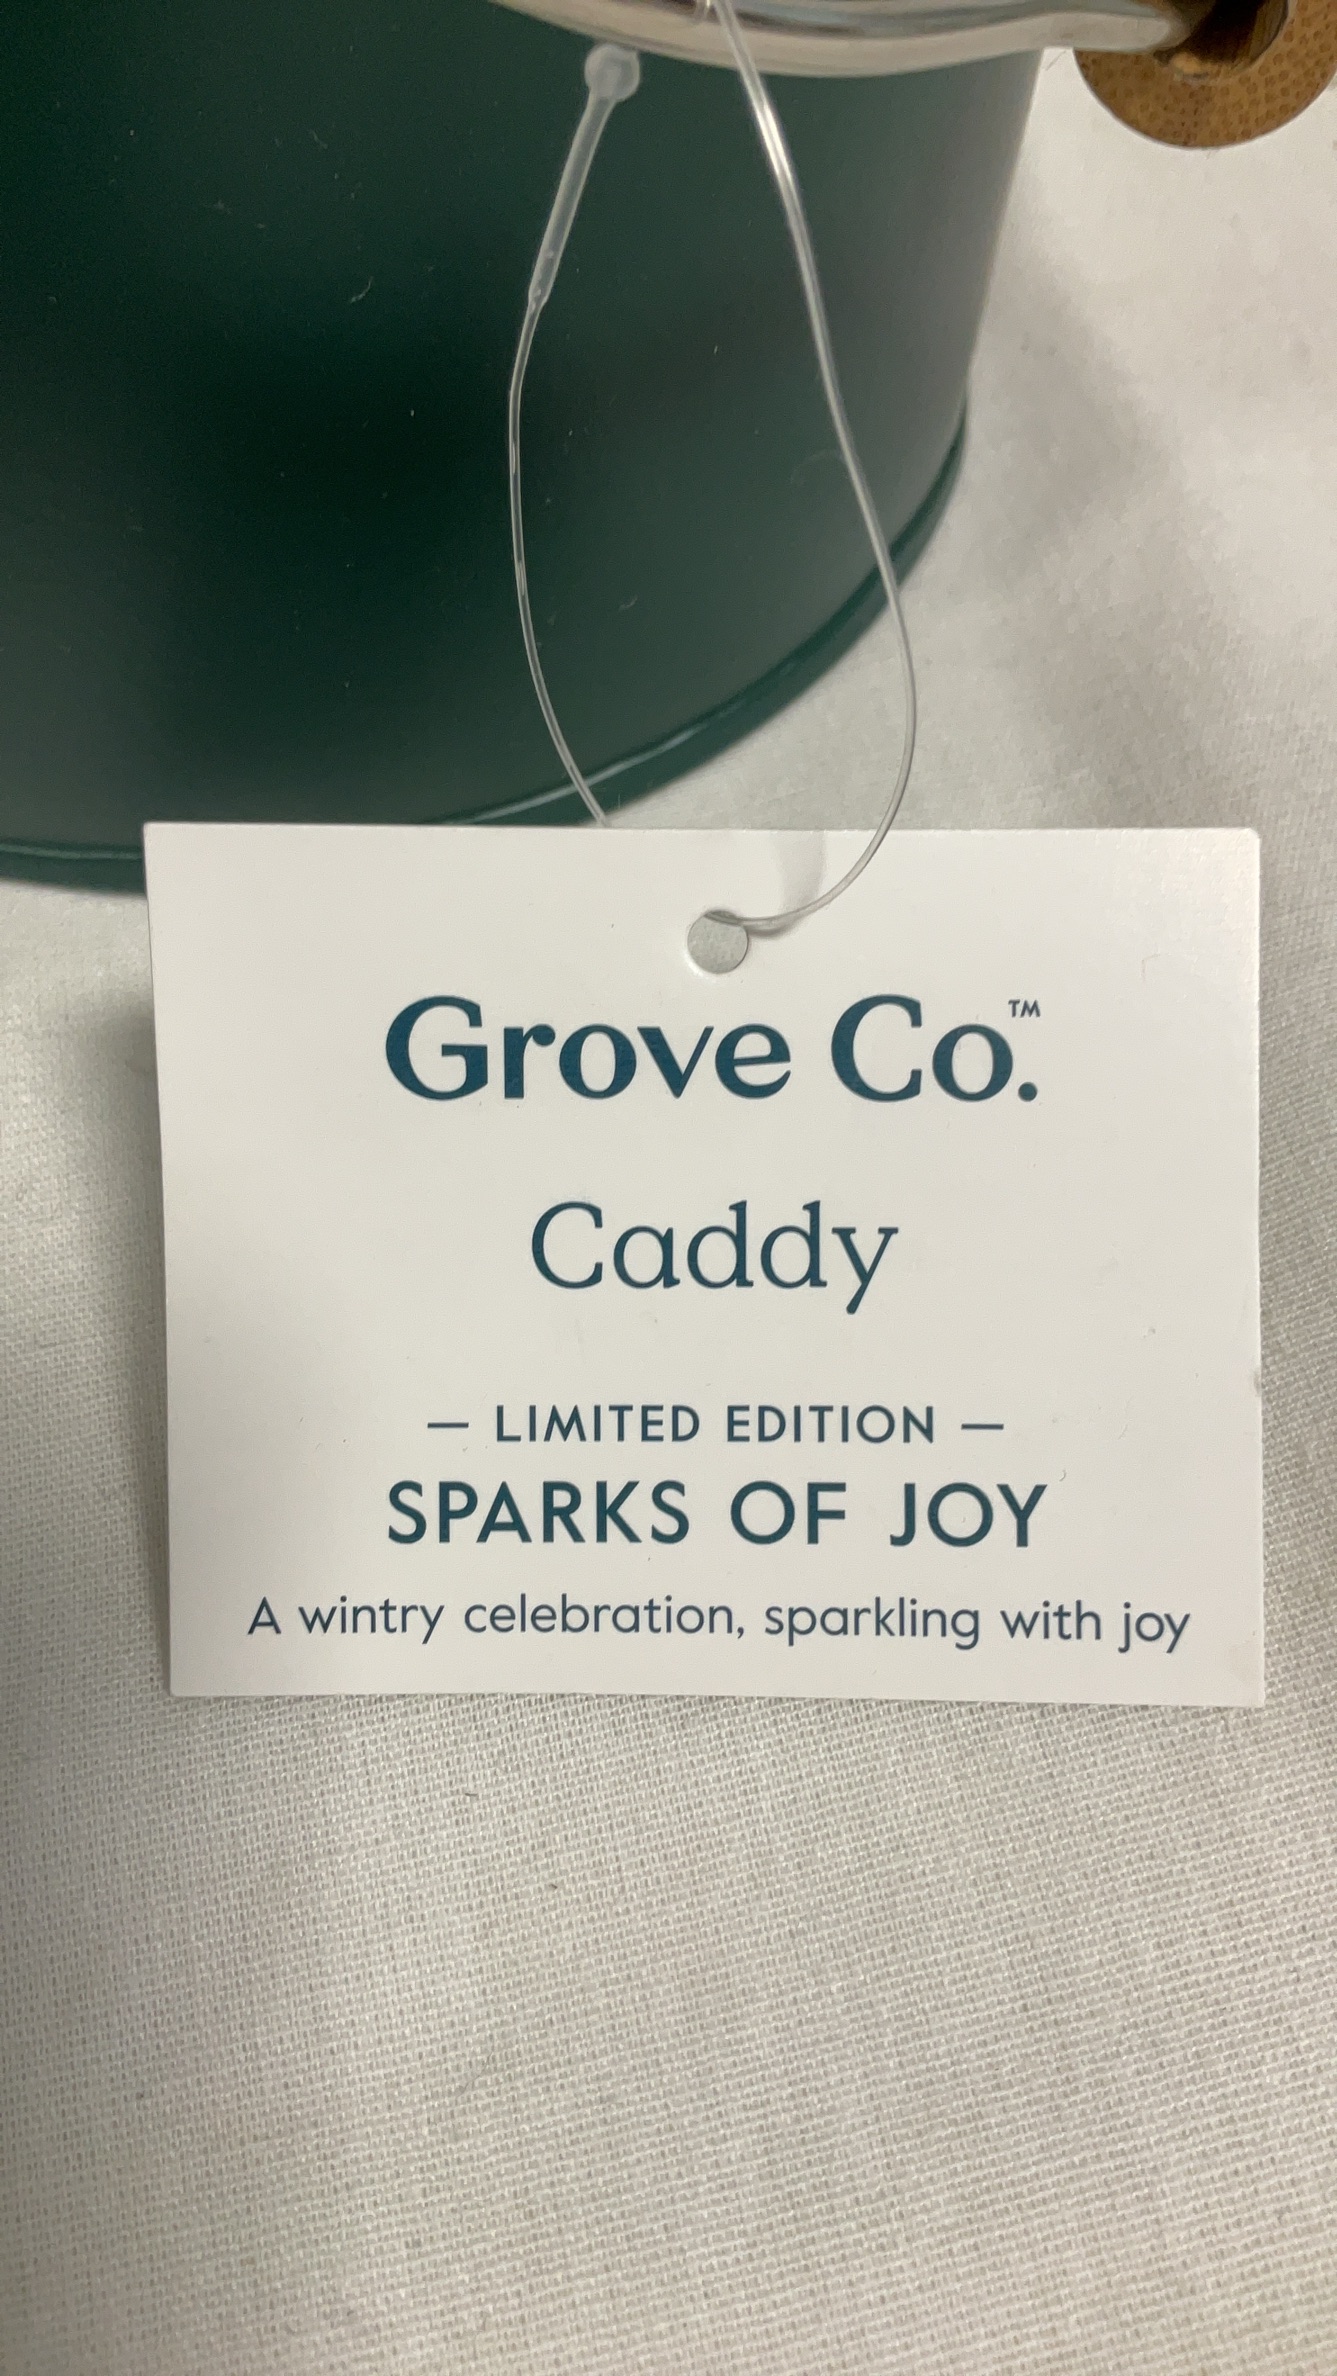 Grove Co.™
Caddy
— LIMITED EDITION —
SPARKS OF JOY
A wintry celebration, sparkling with joy